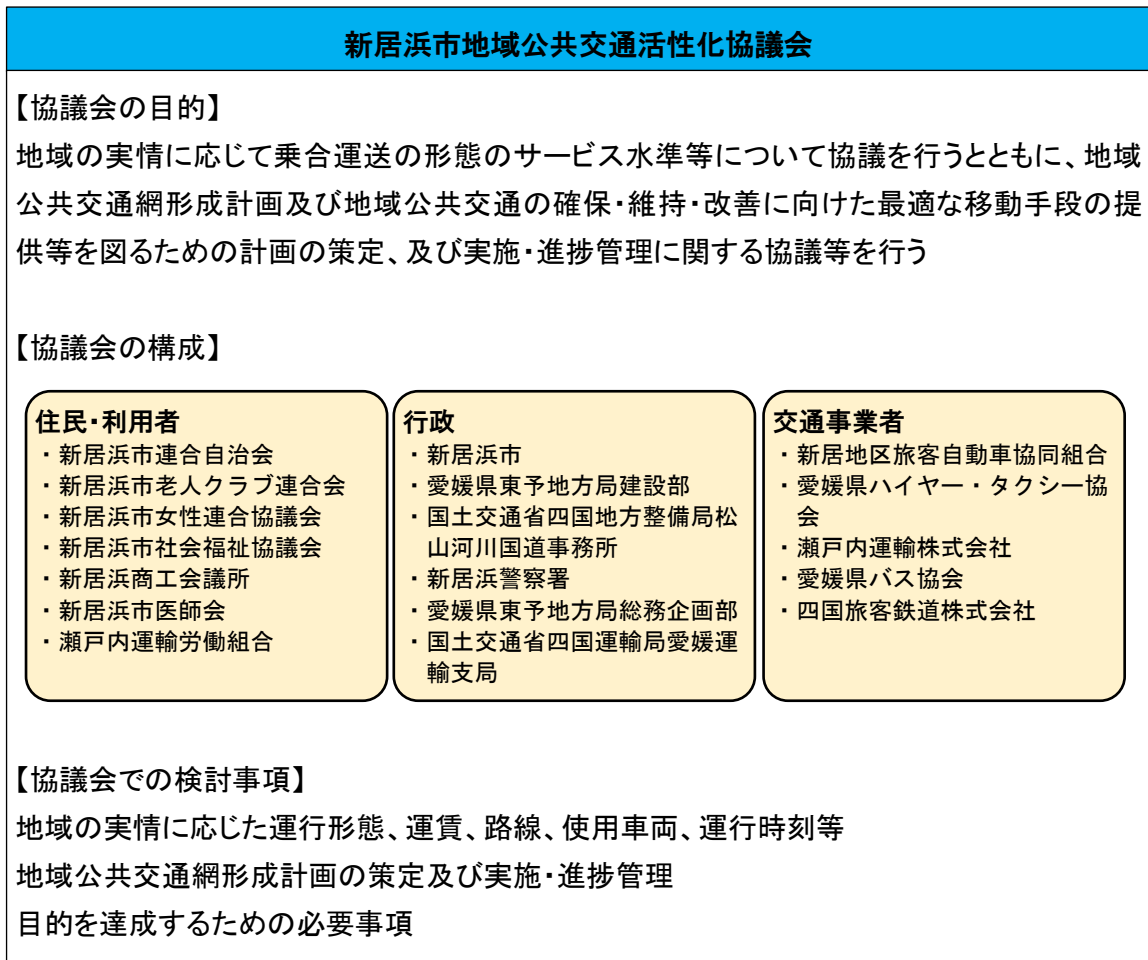 新居浜市地域公共交通活性化協議会
【協議会の目的】
地域の実情に応じて乗合運送の形態のサービス水準等について協議を行うとともに、地域
公共交通網形成計画及び地域公共交通の確保・維持・改善に向けた最適な移動手段の提
供等を図るための計画の策定、及び実施・進捗管理に関する協議等を行う
【協議会の構成】
住民・利用者
・新居浜市連合自治会
・新居浜市老人クラブ連合会
・新居浜市女性連合協議会
・新居浜市社会福祉協議会
・新居浜商工会議所
・新居浜市医師会
・瀬戸内運輸労働組合
行政
・新居浜市
・愛媛県東予地方局建設部
・国土交通省四国地方整備局松
山河川国道事務所
・新居浜警察署
・愛媛県東予地方局総務企画部
・国土交通省四国運輸局愛媛運
輸支局
交通事業者
・新居地区旅客自動車協同組合
・愛媛県ハイヤー・タクシー協
会
・瀬戸内運輸株式会社
・愛媛県バス協会
・四国旅客鉄道株式会社
【協議会での検討事項】
地域の実情に応じた運行形態、運賃、路線、使用車両、運行時刻等
地域公共交通網形成計画の策定及び実施・進捗管理
目的を達成するための必要事項